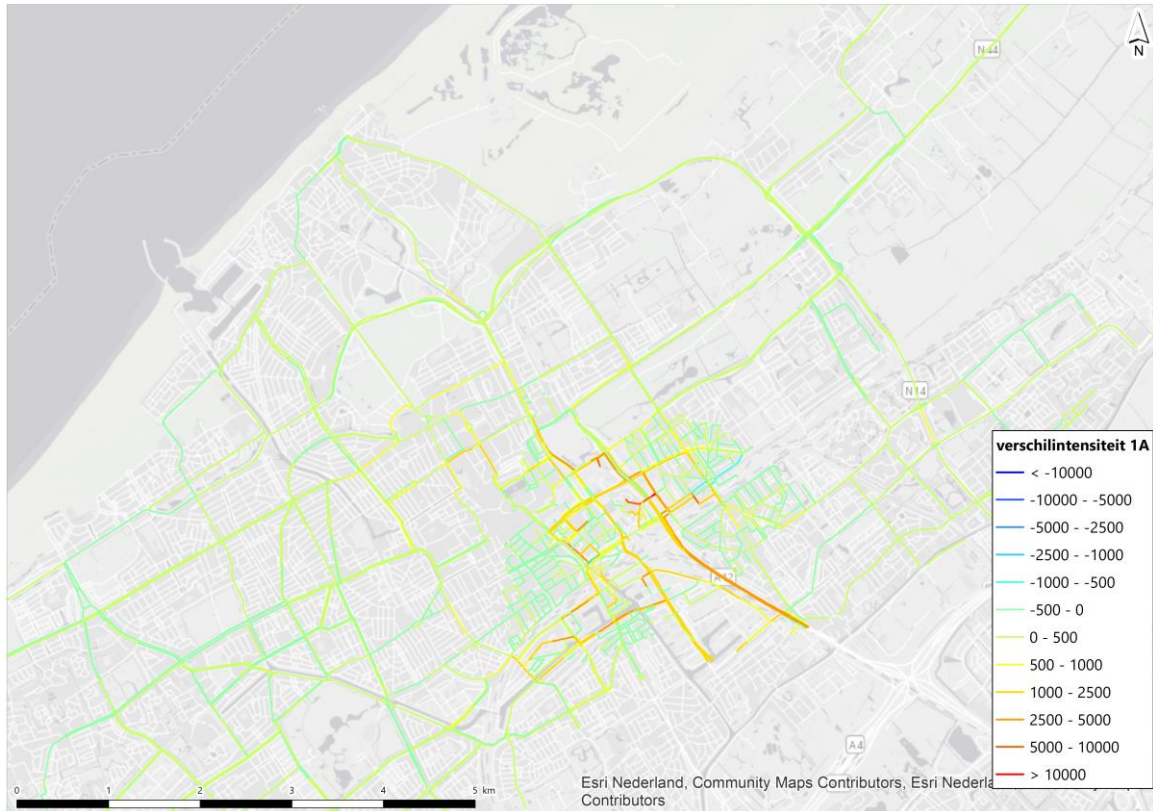 N44
N
N14
verschilintensiteit 1A
< -10000
-10000 - -5000
-5000 - -2500
-2500 - -1000
-1000 - -500
-500 - 0
0 - 500
500 - 1000
1000 - 2500
2500 - 5000
5000 - 10000
> 10000
A12
A4
0 1 2 3 4 5 km
Esri Nederland, Community Maps Contributors, Esri
Contributors